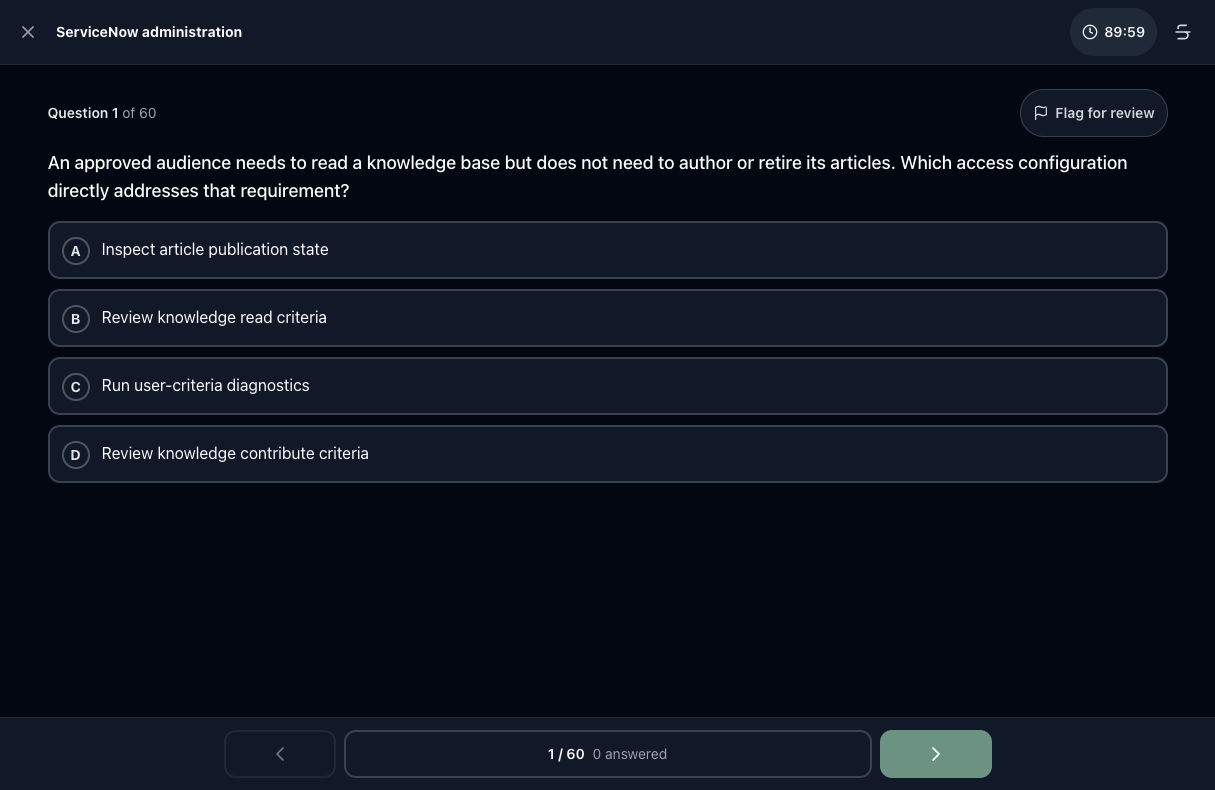 ServiceNow administration
89:59
Question 1 of 60
Flag for review
An approved audience needs to read a knowledge base but does not need to author or retire its articles. Which access configuration
directly addresses that requirement?
A Inspect article publication state
B Review knowledge read criteria
C Run user-criteria diagnostics
D Review knowledge contribute criteria
1 / 60 0 answered